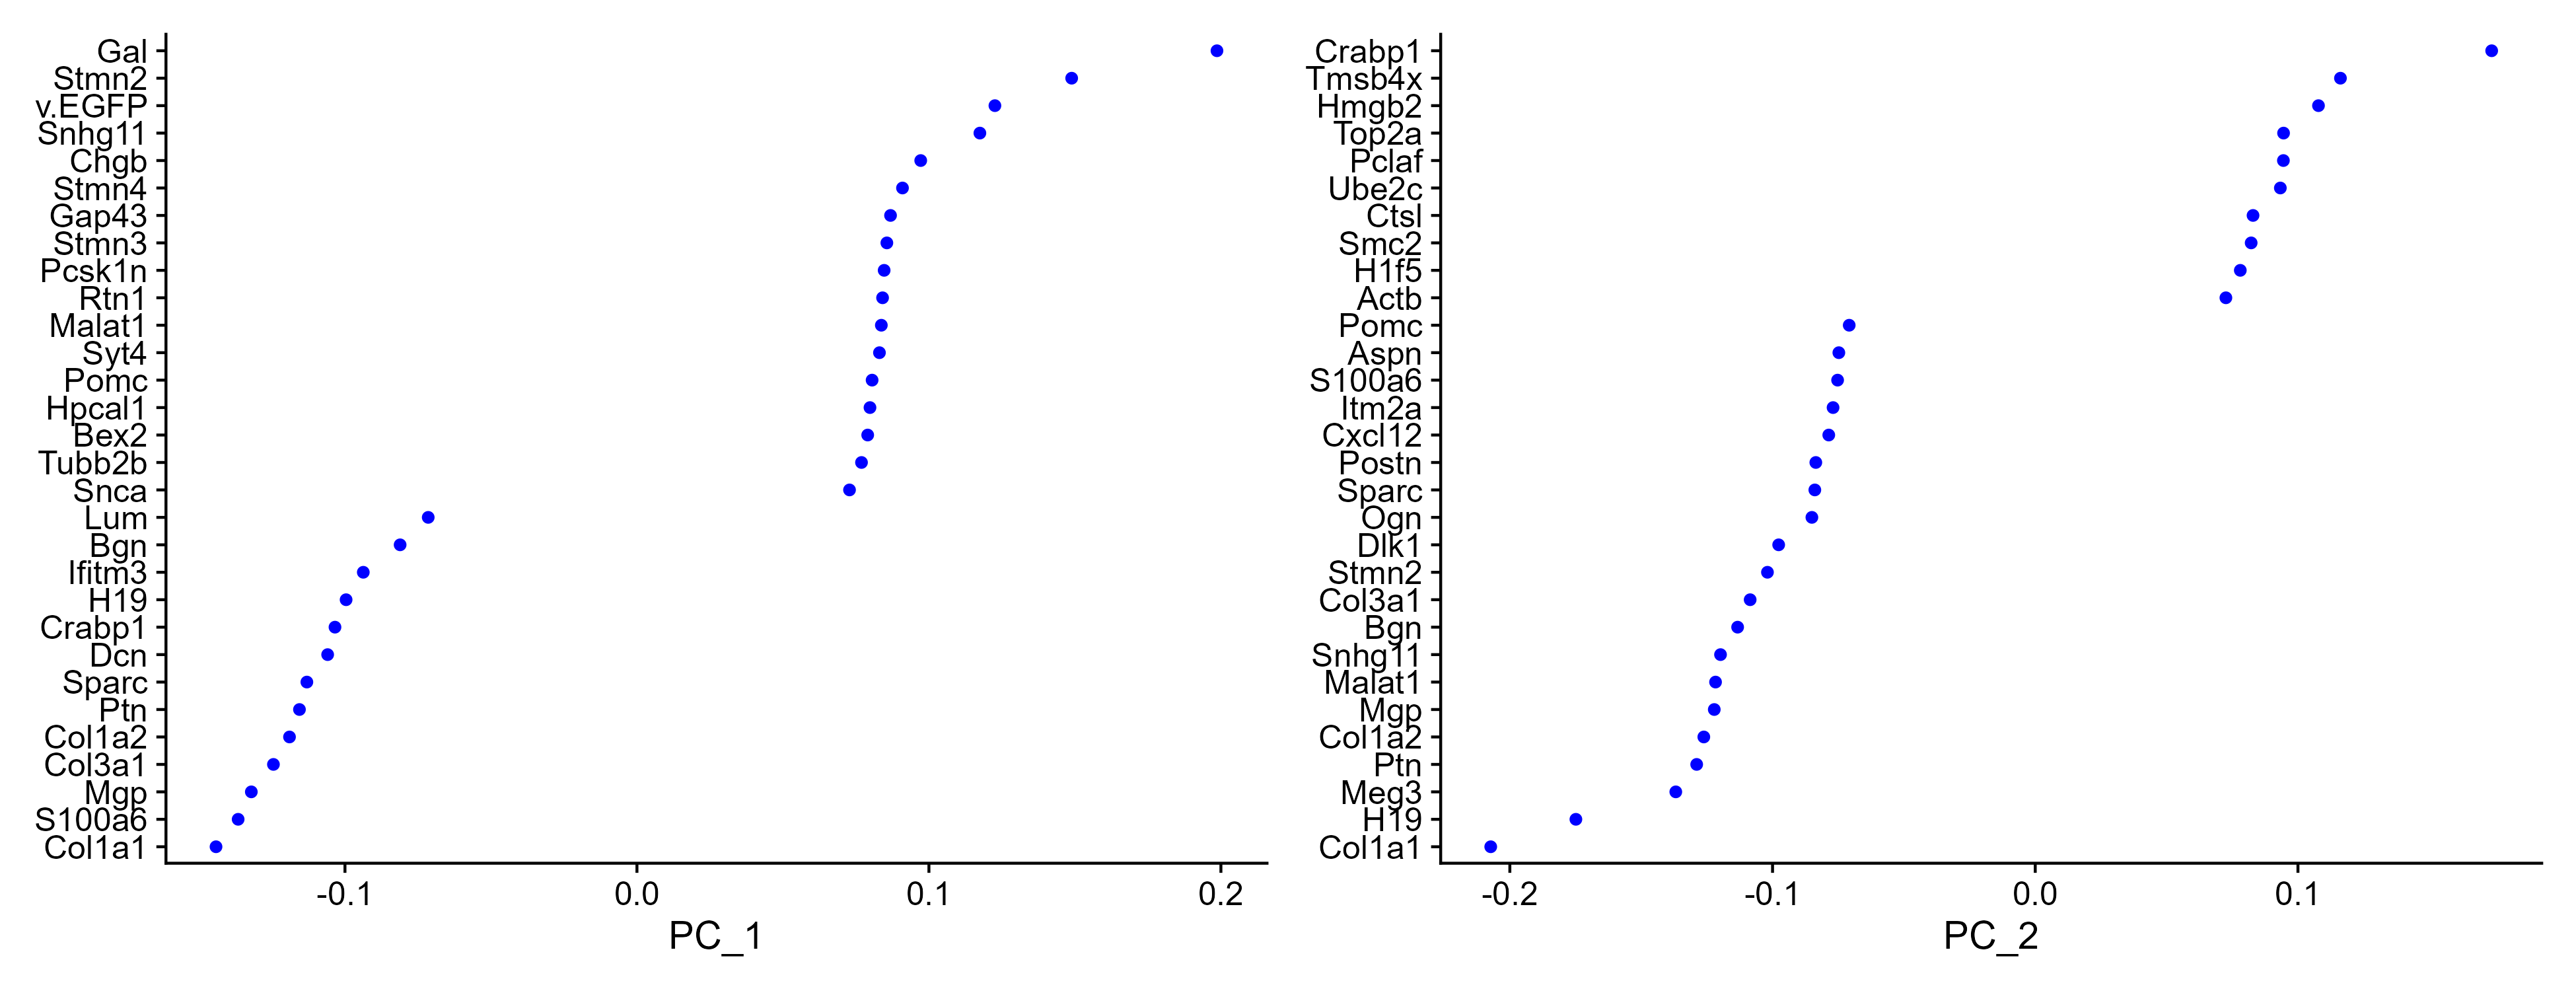 Gal
Stmn2
v.EGFP
Snhg11
Chgb
Stmn4
Gap43
Stmn3
Pcsk1n
Rtn1
Malat1
Syt4
Pomc
Hpcal1
Bex2
Tubb2b
Snca
Lum
Bgn
Ifitm3
H19
Crabp1
Dcn
Sparc
Ptn
Col1a2
Col3a1
Mgp
S100a6
Col1a1
-0.1 0.0 0.1 0.2
PC_1
Crabp1
Tmsb4x
Hmgb2
Top2a
Pclaf
Ube2c
Ctsl
Smc2
H1f5
Actb
Pomc
Aspn
S100a6
Itm2a
Cxcl12
Postn
Sparc
Ogn
Dlk1
Stmn2
Col3a1
Bgn
Snhg11
Malat1
Mgp
Col1a2
Ptn
Meg3
H19
Col1a1
-0.2 -0.1 0.0 0.1
PC_2